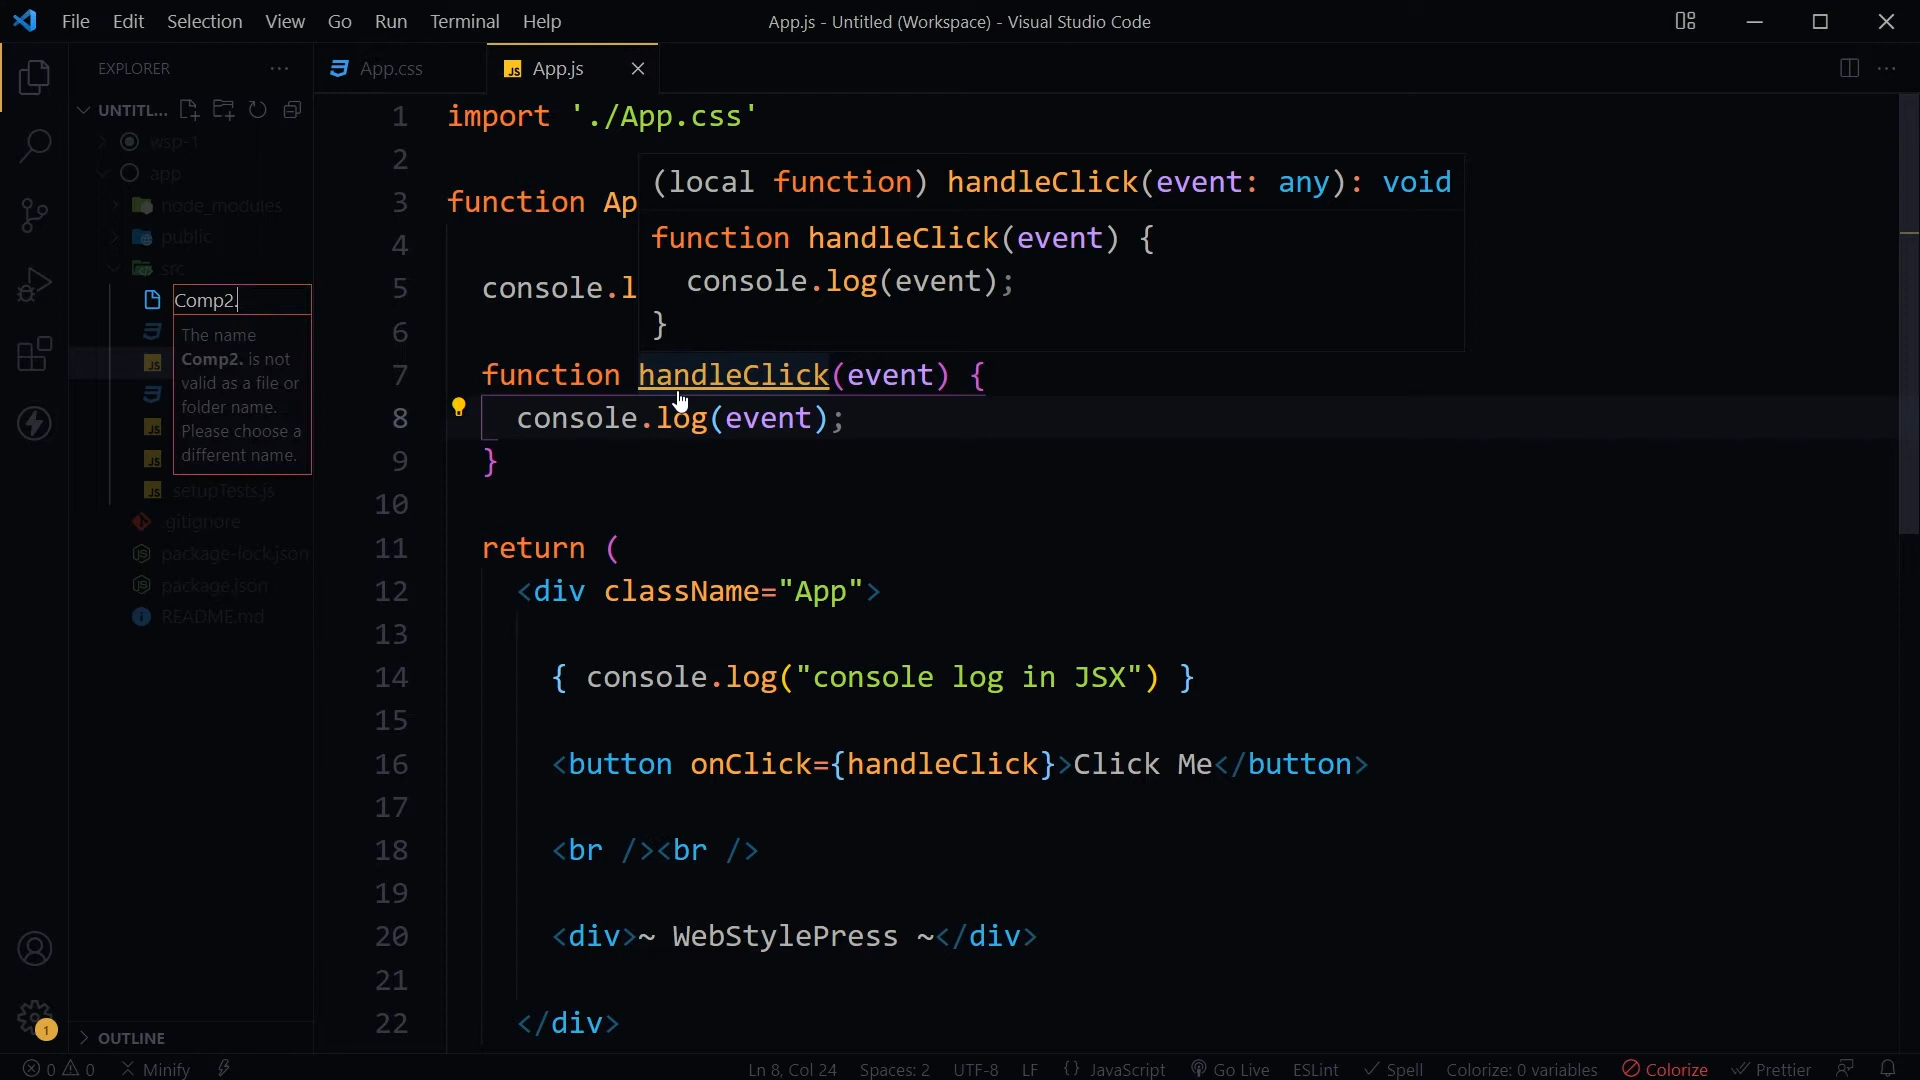 File Edit Selection View Go Run Terminal Help
App.js - Untitled (Workspace) - Visual Studio Code
EXPLORER
UNTITL...
wsp-1
app
node_modules
public
src
Comp2.
The name
Comp2. is not
valid as a file or
folder name.
Please choose a
different name.
setupTests.js
.gitignore
package-lock.json
package.json
README.md
OUTLINE
App.css
App.js
1 import './App.css'
2
3 function Ap
4
5 console.l
6
(local function) handleClick(event: any): void
function handleClick(event) {
console.log(event);
}
7 function handleClick(event) {
8 console.log(event);
9 }
10
11 return (
12 <div className="App">
13
14 { console.log("console log in JSX") }
15
16 <button onClick={handleClick}>Click Me</button>
17
18 <br /><br />
19
20 <div>~ WebStylePress ~</div>
21
22 </div>
1
0 0 Minify
Ln 8, Col 24 Spaces: 2 UTF-8 LF {} JavaScript Go Live ESLint Spell Colorize: 0 variables Colorize Prettier